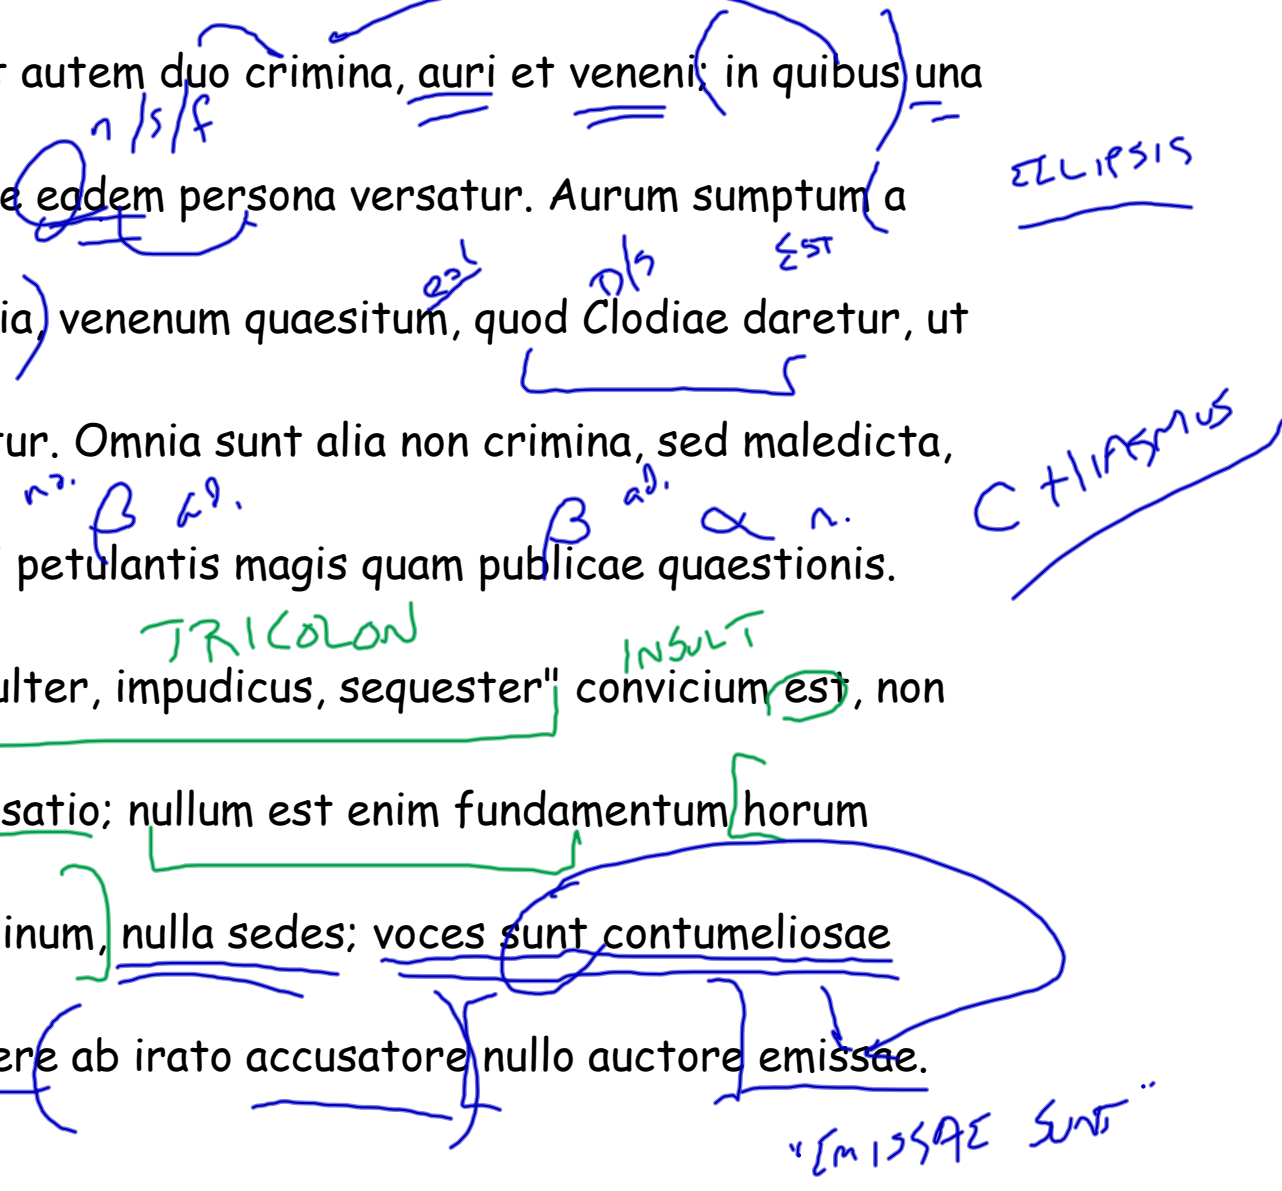 autem duo crimina, auri et veneni; in quibus una
n/s/f
eadem persona versatur. Aurum sumptum a
ELLIPSIS
EST
D/S
ia, venenum quaesitum, quod Clodiae daretur, ut
tur. Omnia sunt alia non crimina, sed maledicta,
CHIASMUS
β ad. β ad. α n.
petulantis magis quam publicae quaestionis.
TRICOLON INSULT
ulter, impudicus, sequester" convicium est, non
satio; nullum est enim fundamentum horum
inum, nulla sedes; voces sunt contumeliosae
ere ab irato accusatore nullo auctore emissae.
"EMISSAE SUNT"